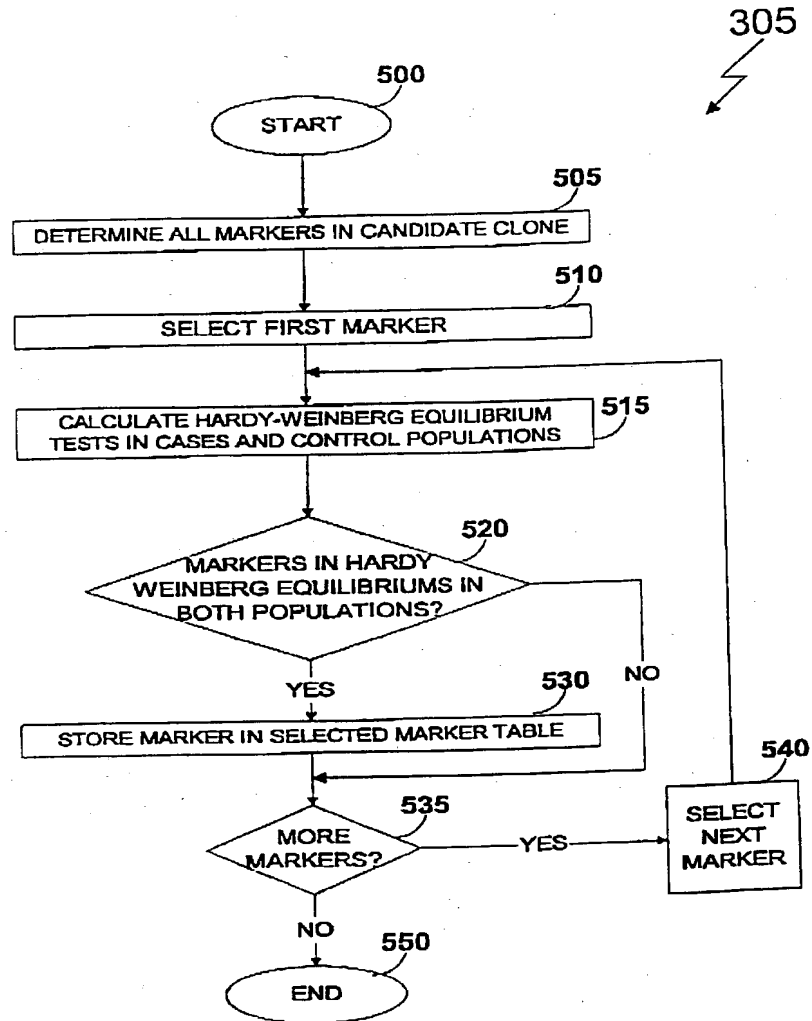 305
500
START
505
DETERMINE ALL MARKERS IN CANDIDATE CLONE
510
SELECT FIRST MARKER
CALCULATE HARDY-WEINBERG EQUILIBRIUM
TESTS IN CASES AND CONTROL POPULATIONS
515
520
MARKERS IN HARDY
WEINBERG EQUILIBRIUMS IN
BOTH POPULATIONS?
YES
NO
530
STORE MARKER IN SELECTED MARKER TABLE
535
MORE
MARKERS?
YES
540
SELECT
NEXT
MARKER
NO
550
END